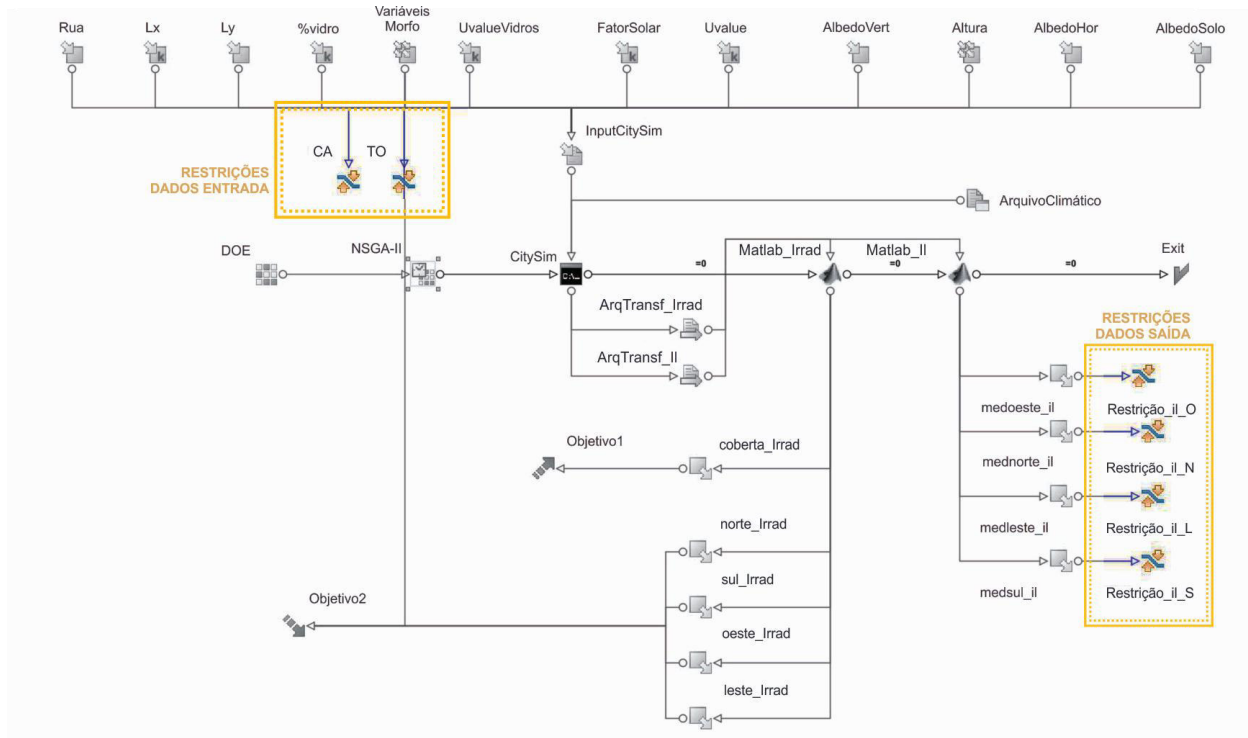 Variáveis
Morfo
Rua
Lx
Ly
%vidro
UvalueVidros
FatorSolar
Uvalue
AlbedoVert
Altura
AlbedoHor
AlbedoSolo
k
k
k
k
k
InputCitySim
CA
TO
RESTRIÇÕES
DADOS ENTRADA
ArquivoClimático
DOE
NSGA-II
CitySim
C:\...
=0
Matlab_Irrad
Matlab_Il
=0
=0
Exit
ArqTransf_Irrad
ArqTransf_Il
RESTRIÇÕES
DADOS SAÍDA
medoeste_il
Restrição_il_O
Objetivo1
coberta_Irrad
mednorte_il
Restrição_il_N
norte_Irrad
medleste_il
Restrição_il_L
sul_Irrad
medsul_il
Restrição_il_S
Objetivo2
oeste_Irrad
leste_Irrad